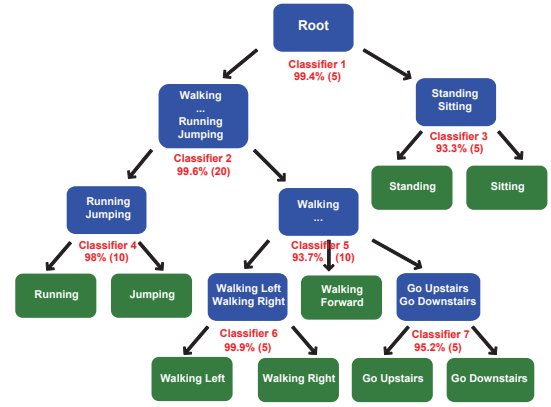 Root
Classifier 1
99.4% (5)
Walking
...
Running
Jumping
Standing
Sitting
Classifier 2
99.6% (20)
Classifier 3
93.3% (5)
Standing
Sitting
Running
Jumping
Walking
...
Classifier 4
98% (10)
Classifier 5
93.7% (10)
Running
Jumping
Walking Left
Walking Right
Walking
Forward
Go Upstairs
Go Downstairs
Classifier 6
99.9% (5)
Classifier 7
95.2% (5)
Walking Left
Walking Right
Go Upstairs
Go Downstairs